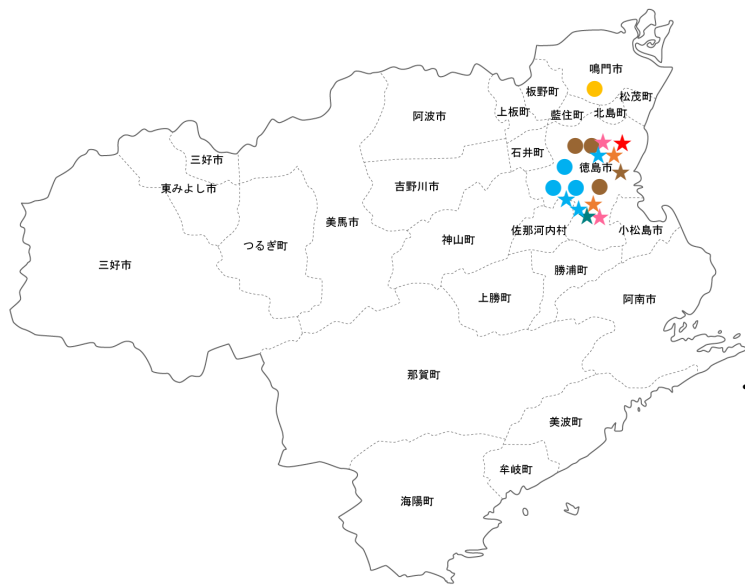 鳴門市
板野町
松茂町
上板町
藍住町
北島町
阿波市
石井町
三好市
徳島市
東みよし市
吉野川市
美馬市
佐那河内村
小松島市
神山町
つるぎ町
三好市
勝浦町
上勝町
阿南市
那賀町
美波町
牟岐町
海陽町